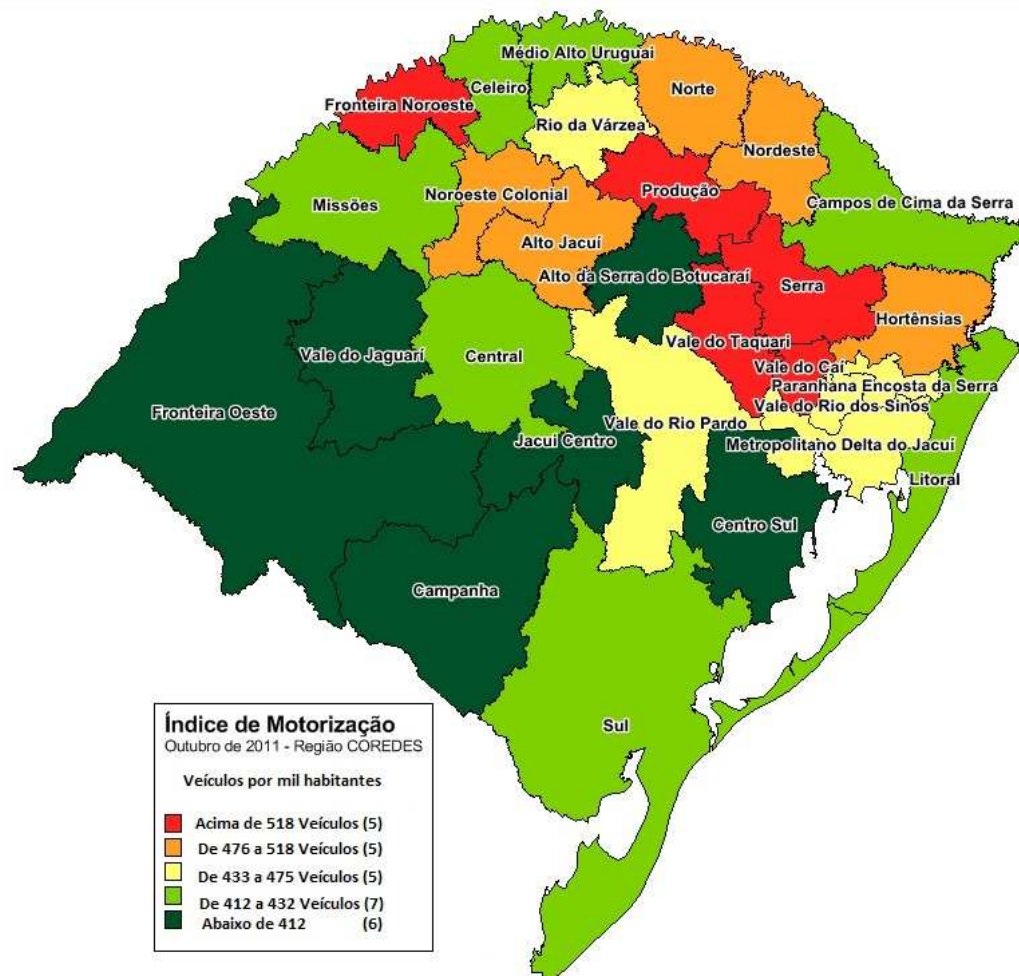 Médio Alto Uruguai
Celeiro
Norte
Fronteira Noroeste
Rio da Várzea
Nordeste
Produção
Noroeste Colonial
Missões
Campos de Cima da Serra
Alto Jacuí
Alto da Serra do Botucaraí
Serra
Hortênsias
Vale do Taquari
Vale do Jaguarí
Central
Vale do Caí
Paranhana Encosta da Serra
Vale do Rio dos Sinos
Fronteira Oeste
Vale do Rio Pardo
Jacui Centro
Metropolitano Delta do Jacuí
Litoral
Centro Sul
Campanha
Sul
Índice de Motorização
Outubro de 2011 - Região COREDES
Veículos por mil habitantes
Acima de 518 Veículos (5)
De 476 a 518 Veículos (5)
De 433 a 475 Veículos (5)
De 412 a 432 Veículos (7)
Abaixo de 412 (6)